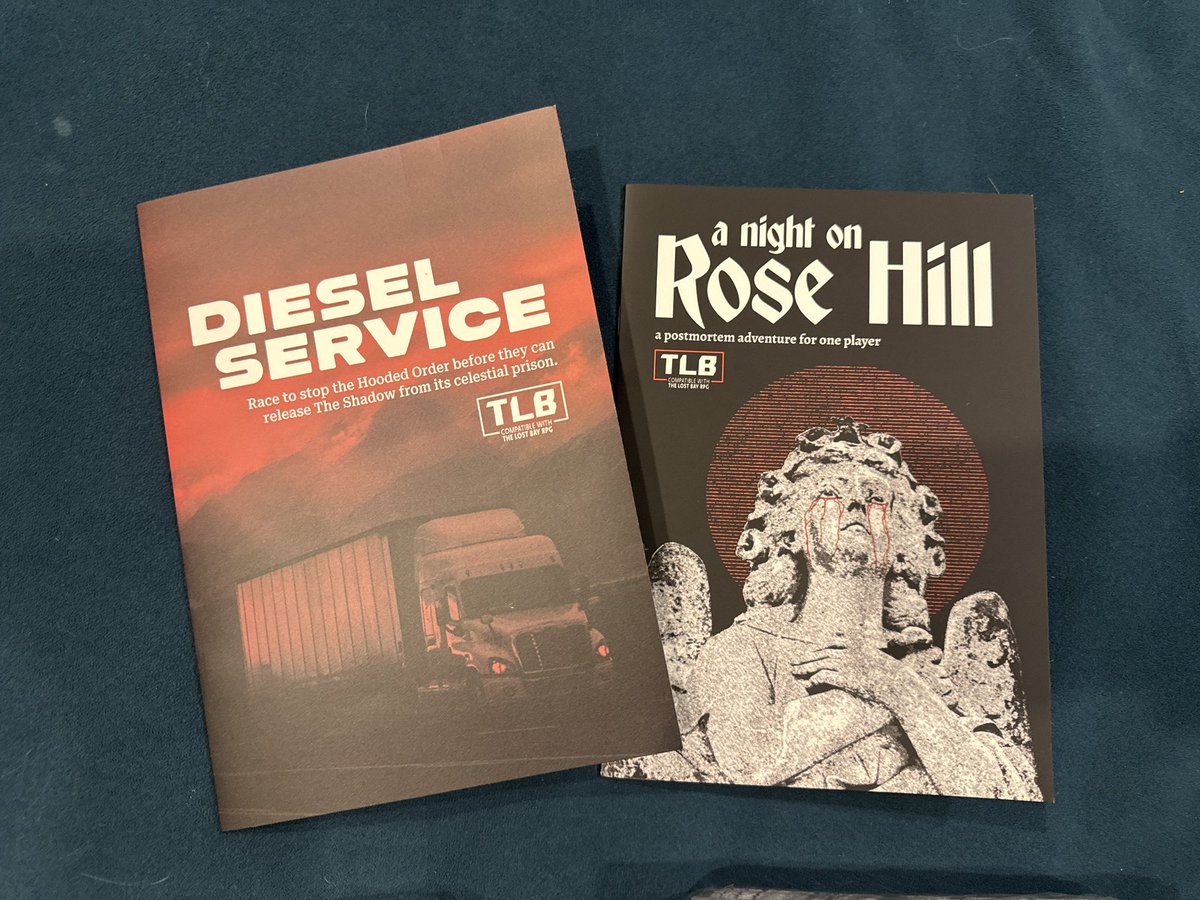 DIESEL
SERVICE
Race to stop the Hooded Order before they can
release The Shadow from its celestial prison.
TLB
COMPATIBLE WITH
THE LOST BAY RPG
a night on
Rose Hill
a postmortem adventure for one player
TLB
COMPATIBLE WITH
THE LOST BAY RPG